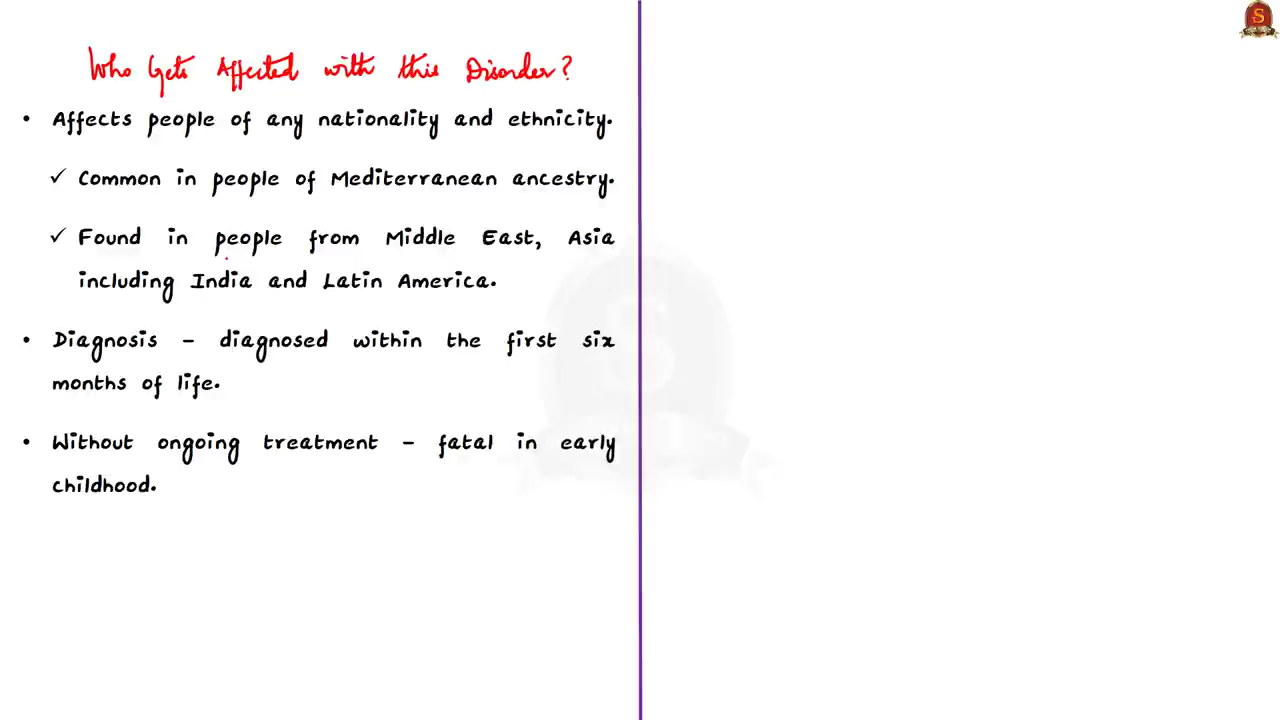 Who Gets Affected with this Disorder?
• Affects people of any nationality and ethnicity.
✓ Common in people of Mediterranean ancestry.
✓ Found in people from Middle East, Asia
including India and Latin America.
• Diagnosis – diagnosed within the first six
months of life.
• Without ongoing treatment – fatal in early
childhood.
S
S